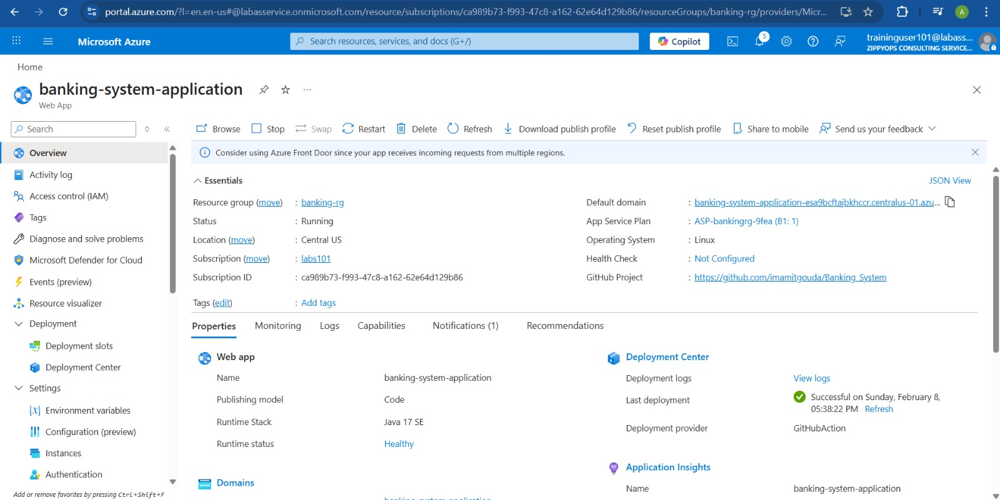 portal.azure.com/?l=en.en-us#@labasservice.onmicrosoft.com/resource/subscriptions/ca989b73-f993-47c8-a162-62e64d129b86/resourceGroups/banking-rg/providers/Micr...
A
Microsoft Azure
Search resources, services, and docs (G+/)
Copilot
5
traininguser101@labass...
ZIPPYOPS CONSULTING SERVICE...
Home
banking-system-application
Web App
Search
Browse Stop Swap Restart Delete Refresh Download publish profile Reset publish profile Share to mobile Send us your feedback
Overview
Activity log
Access control (IAM)
Tags
Diagnose and solve problems
Microsoft Defender for Cloud
Events (preview)
Resource visualizer
Deployment
Deployment slots
Deployment Center
Settings
Environment variables
Configuration (preview)
Instances
Authentication
Add or remove favorites by pressing Ctrl+Shift+F
Consider using Azure Front Door since your app receives incoming requests from multiple regions.
Essentials
JSON View
Resource group (move) : banking-rg
Status : Running
Location (move) : Central US
Subscription (move) : labs101
Subscription ID : ca989b73-f993-47c8-a162-62e64d129b86
Default domain : banking-system-application-esa9bcftajbkhccr.centralus-01.azu...
App Service Plan : ASP-bankingrg-9fea (B1: 1)
Operating System : Linux
Health Check : Not Configured
GitHub Project : https://github.com/imamitgouda/Banking_System
Tags (edit) : Add tags
Properties Monitoring Logs Capabilities Notifications (1) Recommendations
Web app
Name banking-system-application
Publishing model Code
Runtime Stack Java 17 SE
Runtime status Healthy
Domains
banking-system-application
Deployment Center
Deployment logs View logs
Last deployment Successful on Sunday, February 8,
05:38:22 PM Refresh
Deployment provider GitHubAction
Application Insights
Name banking-system-application